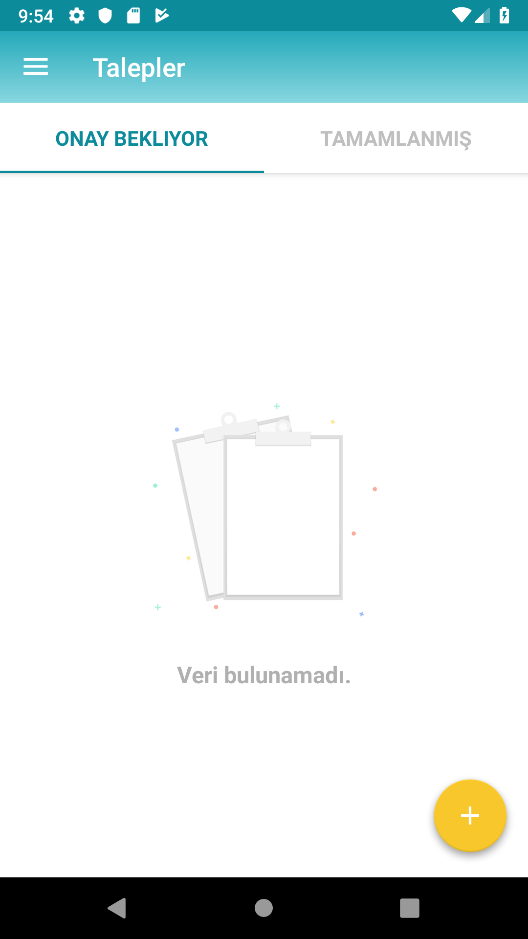 9:54
Talepler
ONAY BEKLIYOR
TAMAMLANMIŞ
Veri bulunamadı.